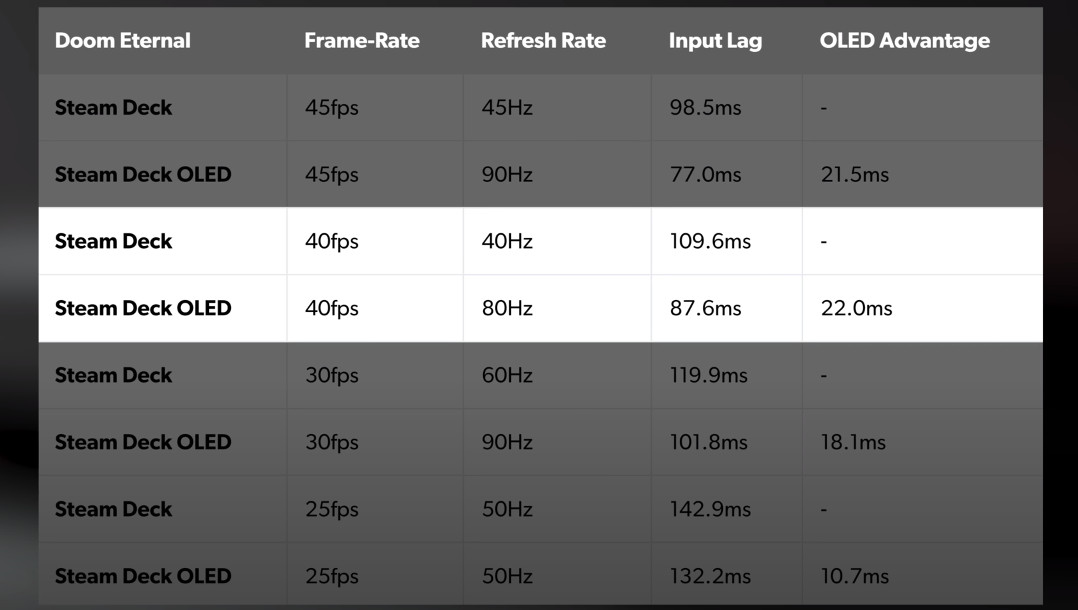 Doom Eternal Frame-Rate Refresh Rate Input Lag OLED Advantage
Steam Deck 45fps 45Hz 98.5ms -
Steam Deck OLED 45fps 90Hz 77.0ms 21.5ms
Steam Deck 40fps 40Hz 109.6ms -
Steam Deck OLED 40fps 80Hz 87.6ms 22.0ms
Steam Deck 30fps 60Hz 119.9ms -
Steam Deck OLED 30fps 90Hz 101.8ms 18.1ms
Steam Deck 25fps 50Hz 142.9ms -
Steam Deck OLED 25fps 50Hz 132.2ms 10.7ms